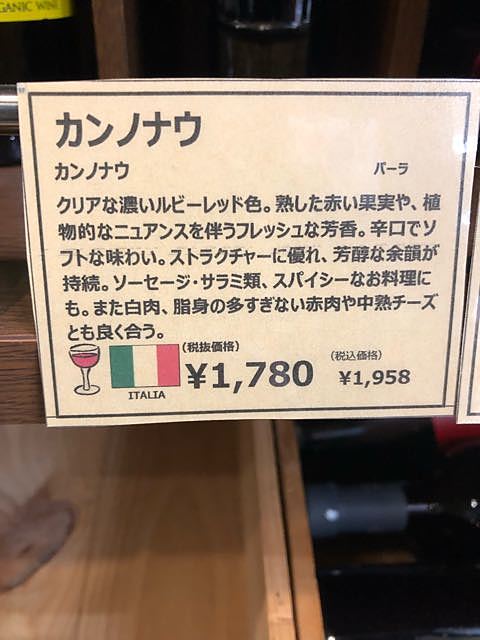 GANIC WINE
カンノナウ
カンノナウ パーラ
クリアな濃いルビーレッド色。熟した赤い果実や、植
物的なニュアンスを伴うフレッシュな芳香。辛口でソ
フトな味わい。ストラクチャーに優れ、芳醇な余韻が
持続。ソーセージ・サラミ類、スパイシーなお料理に
も。また白肉、脂身の多すぎない赤肉や中熟チーズ
とも良く合う。
(税抜価格) (税込価格)
¥1,780 ¥1,958
ITALIA